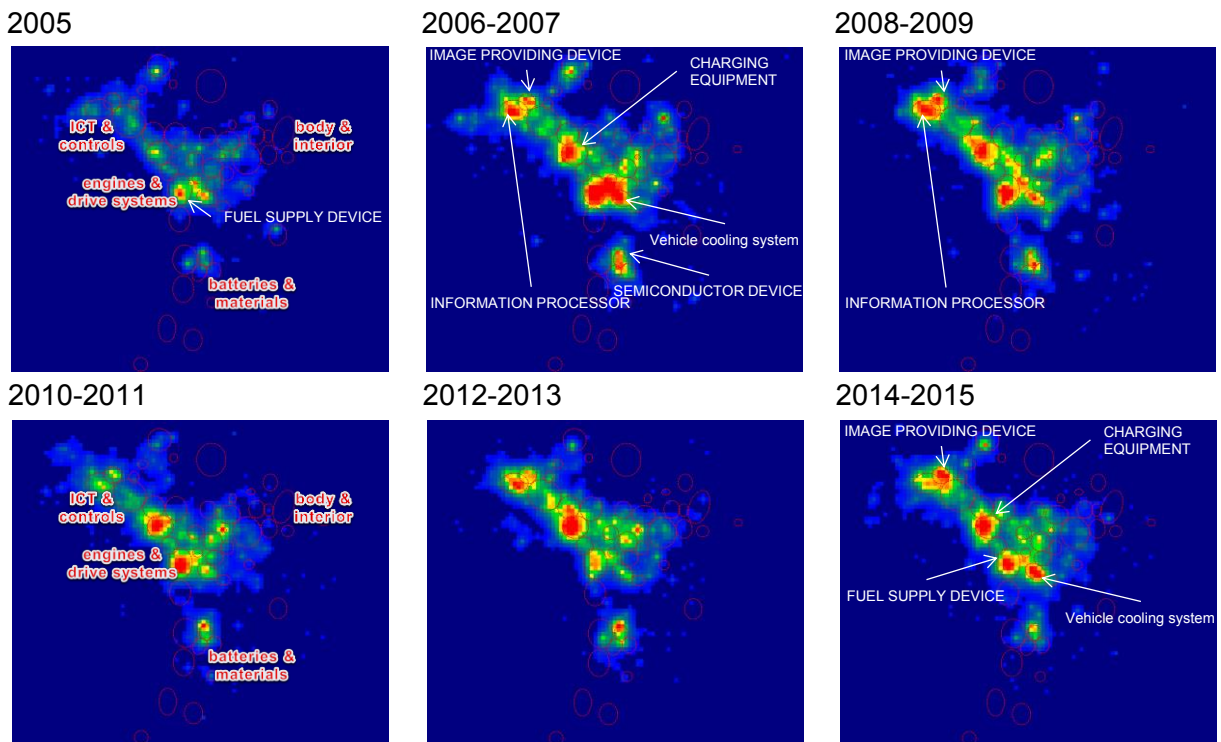 2005
ICT &
controls
body &
interior
engines &
drive systems
FUEL SUPPLY DEVICE
batteries &
materials
2006-2007
IMAGE PROVIDING DEVICE
CHARGING
EQUIPMENT
Vehicle cooling system
SEMICONDUCTOR DEVICE
INFORMATION PROCESSOR
2008-2009
IMAGE PROVIDING DEVICE
INFORMATION PROCESSOR
2010-2011
ICT &
controls
body &
interior
engines &
drive systems
batteries &
materials
2012-2013
2014-2015
IMAGE PROVIDING DEVICE
CHARGING
EQUIPMENT
FUEL SUPPLY DEVICE
Vehicle cooling system